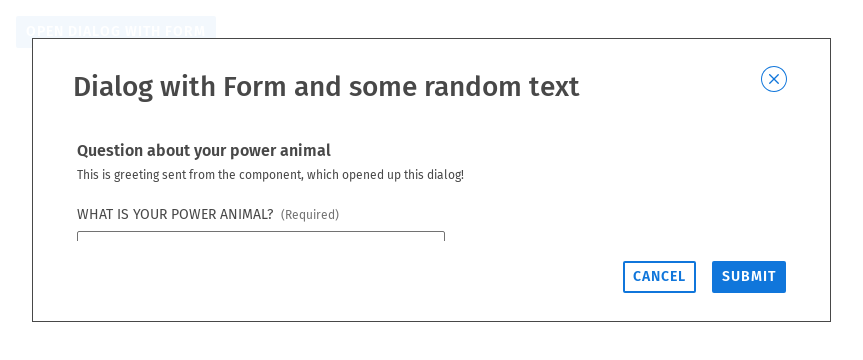 OPEN DIALOG WITH FORM
Dialog with Form and some random text
Question about your power animal
This is greeting sent from the component, which opened up this dialog!
WHAT IS YOUR POWER ANIMAL? (Required)
CANCEL SUBMIT